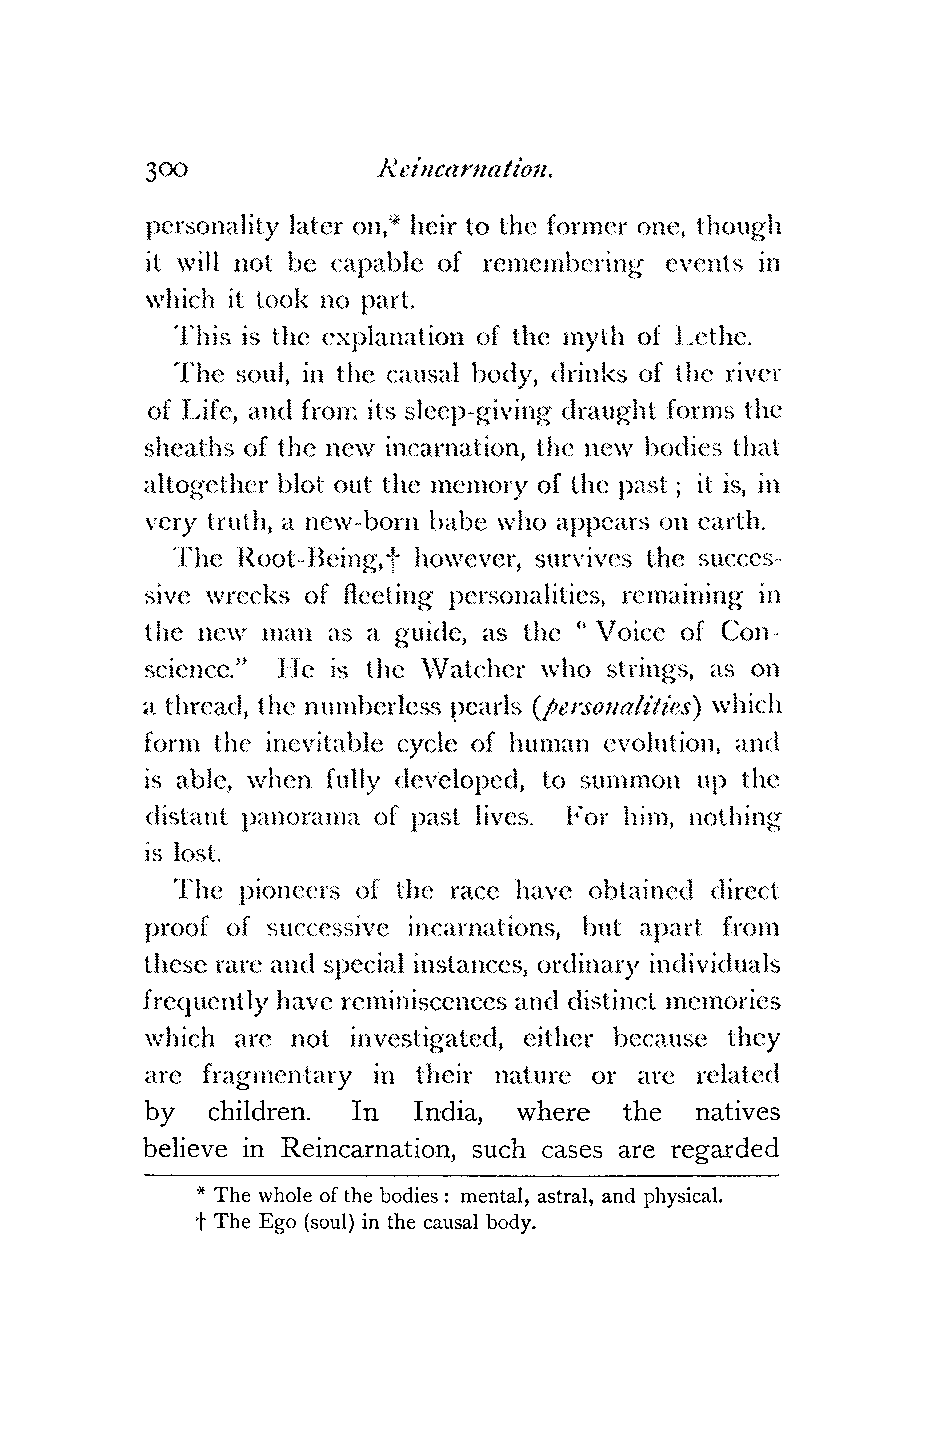 300 Reincarnation.
personality later on,* heir to the former one, though
it will not be capable of remembering events in
which it took no part.
This is the explanation of the myth of Lethe.
The soul, in the causal body, drinks of the river
of Life, and from its sleep-giving draught forms the
sheaths of the new incarnation, the new bodies that
altogether blot out the memory of the past ; it is, in
very truth, a new-born babe who appears on earth.
The Root-Being,† however, survives the succes-
sive wrecks of fleeting personalities, remaining in
the new man as a guide, as the “ Voice of Con-
science.” He is the Watcher who strings, as on
a thread, the numberless pearls (personalities) which
form the inevitable cycle of human evolution, and
is able, when fully developed, to summon up the
distant panorama of past lives. For him, nothing
is lost.
The pioneers of the race have obtained direct
proof of successive incarnations, but apart from
these rare and special instances, ordinary individuals
frequently have reminiscences and distinct memories
which are not investigated, either because they
are fragmentary in their nature or are related
by children. In India, where the natives
believe in Reincarnation, such cases are regarded
* The whole of the bodies : mental, astral, and physical.
† The Ego (soul) in the causal body.